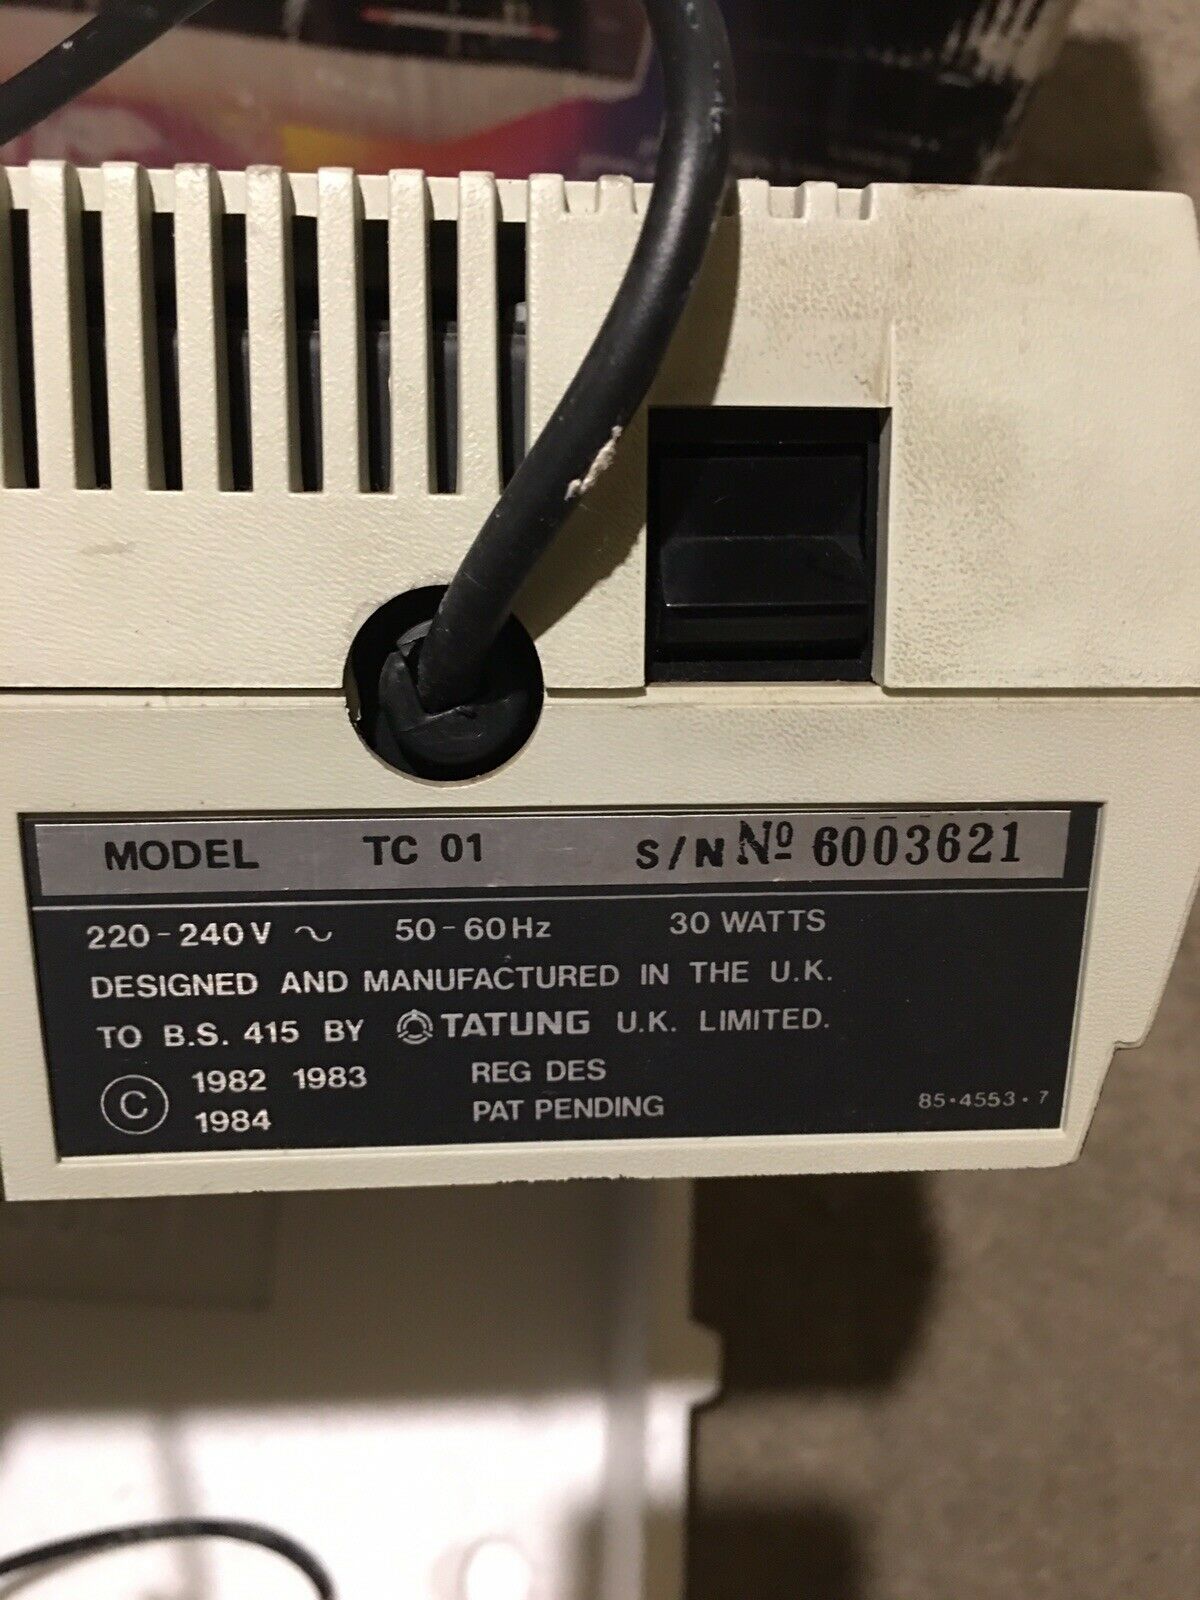 MODEL TC 01 S/N Nº 6003621
220-240V ~ 50-60Hz 30 WATTS
DESIGNED AND MANUFACTURED IN THE U.K.
TO B.S. 415 BY TATUNG U.K. LIMITED.
© 1982 1983 REG DES
1984 PAT PENDING 85·4553·7